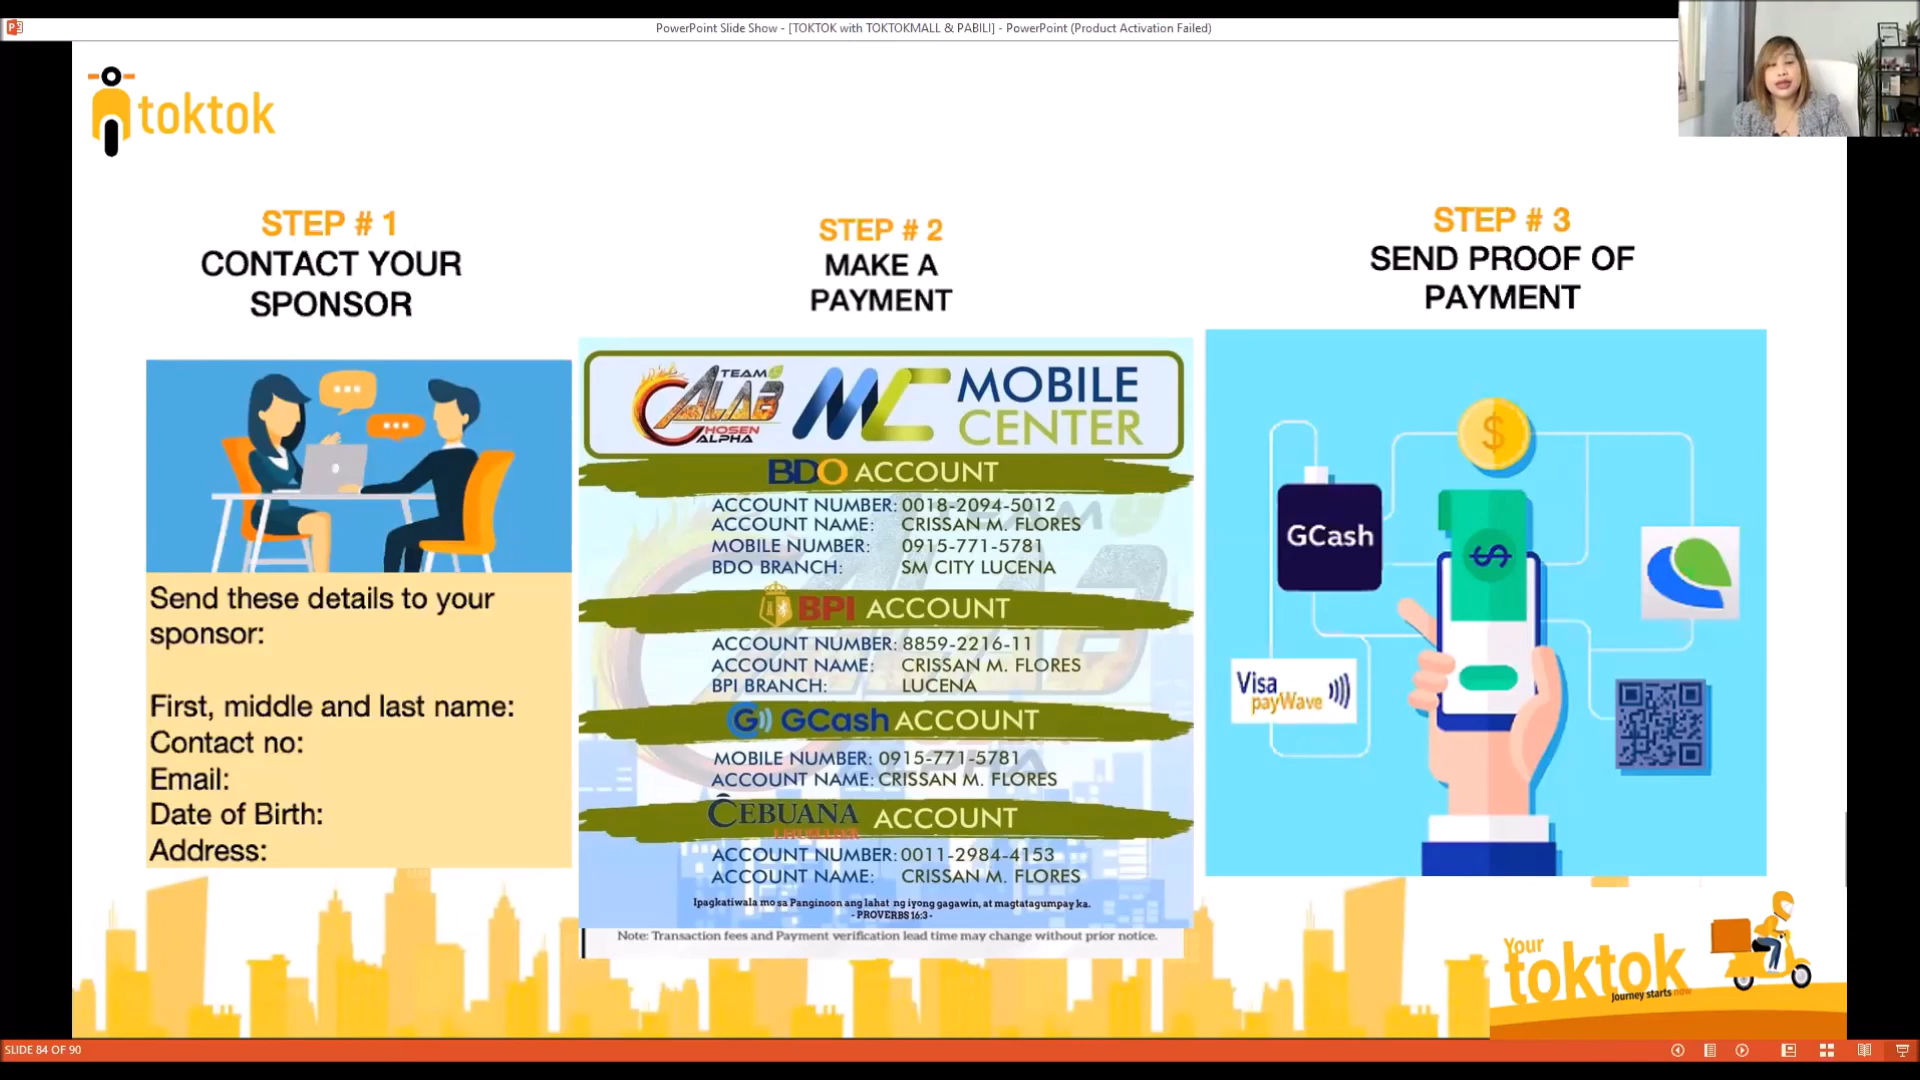 PowerPoint Slide Show - [TOKTOK with TOKTOKMALL & PABILI] - PowerPoint (Product Activation Failed)
toktok
STEP # 1
CONTACT YOUR
SPONSOR
Send these details to your
sponsor:
First, middle and last name:
Contact no:
Email:
Date of Birth:
Address:
STEP # 2
MAKE A
PAYMENT
TEAM
CALAB
CHOSEN
ALPHA
MC MOBILE
CENTER
BDO ACCOUNT
ACCOUNT NUMBER: 0018-2094-5012
ACCOUNT NAME: CRISSAN M. FLORES
MOBILE NUMBER: 0915-771-5781
BDO BRANCH: SM CITY LUCENA
BPI ACCOUNT
ACCOUNT NUMBER: 8859-2216-11
ACCOUNT NAME: CRISSAN M. FLORES
BPI BRANCH: LUCENA
G GCash ACCOUNT
MOBILE NUMBER: 0915-771-5781
ACCOUNT NAME: CRISSAN M. FLORES
CEBUANA ACCOUNT
ACCOUNT NUMBER: 0011-2984-4153
ACCOUNT NAME: CRISSAN M. FLORES
Ipagkatiwala mo sa Panginoon ang lahat ng iyong gagawin, at magtatagumpay ka.
- PROVERBS 16:3 -
Note: Transaction fees and Payment verification lead time may change without prior notice.
STEP # 3
SEND PROOF OF
PAYMENT
$
GCash
$
Visa
payWave
Your
toktok
Journey starts now
SLIDE 84 OF 90